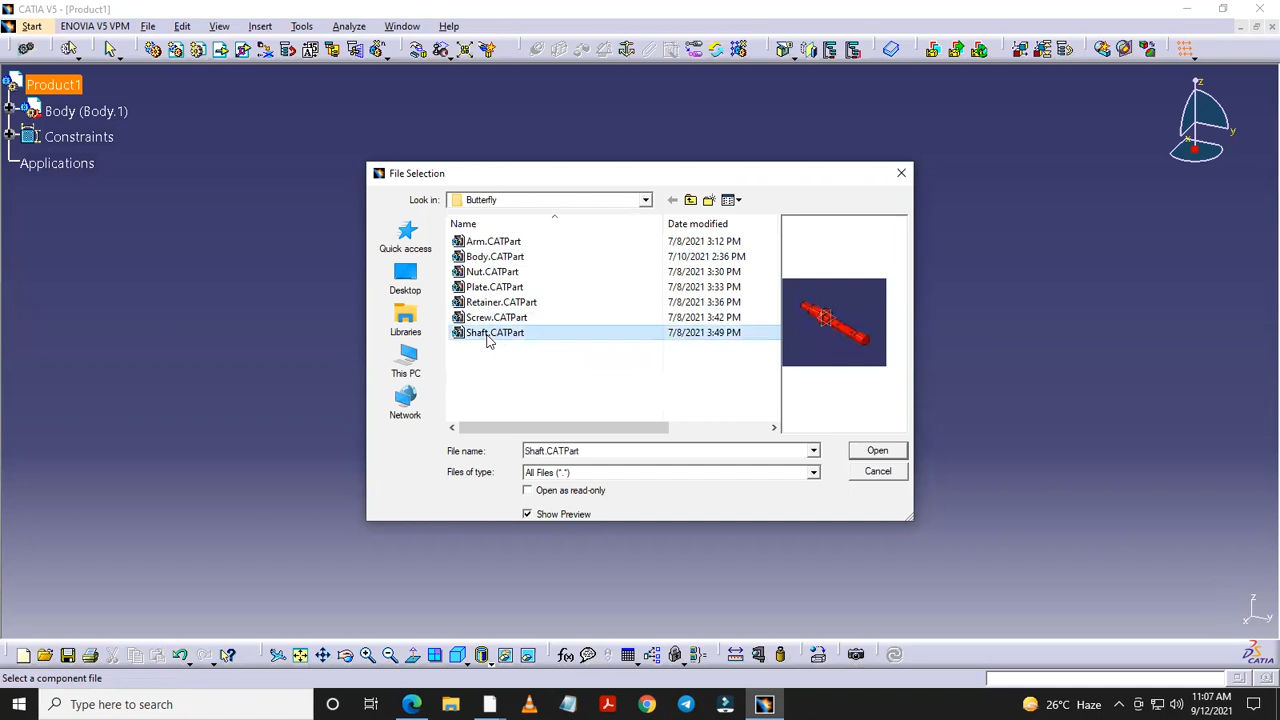 CATIA V5 - [Product1]
Start ENOVIA V5 VPM File Edit View Insert Tools Analyze Window Help
Product1
Body (Body.1)
Constraints
Applications
z
y
x
File Selection
Look in: Butterfly
Name Date modified
Arm.CATPart 7/8/2021 3:12 PM
Body.CATPart 7/10/2021 2:36 PM
Nut.CATPart 7/8/2021 3:30 PM
Plate.CATPart 7/8/2021 3:33 PM
Retainer.CATPart 7/8/2021 3:36 PM
Screw.CATPart 7/8/2021 3:42 PM
Shaft.CATPart 7/8/2021 3:49 PM
Quick access
Desktop
Libraries
This PC
Network
File name: Shaft.CATPart Open
Files of type: All Files (*.*) Cancel
Open as read-only
Show Preview
z
x y
f(x)
DS
CATIA
Select a component file
Type here to search
26°C Haze
11:07 AM
9/12/2021